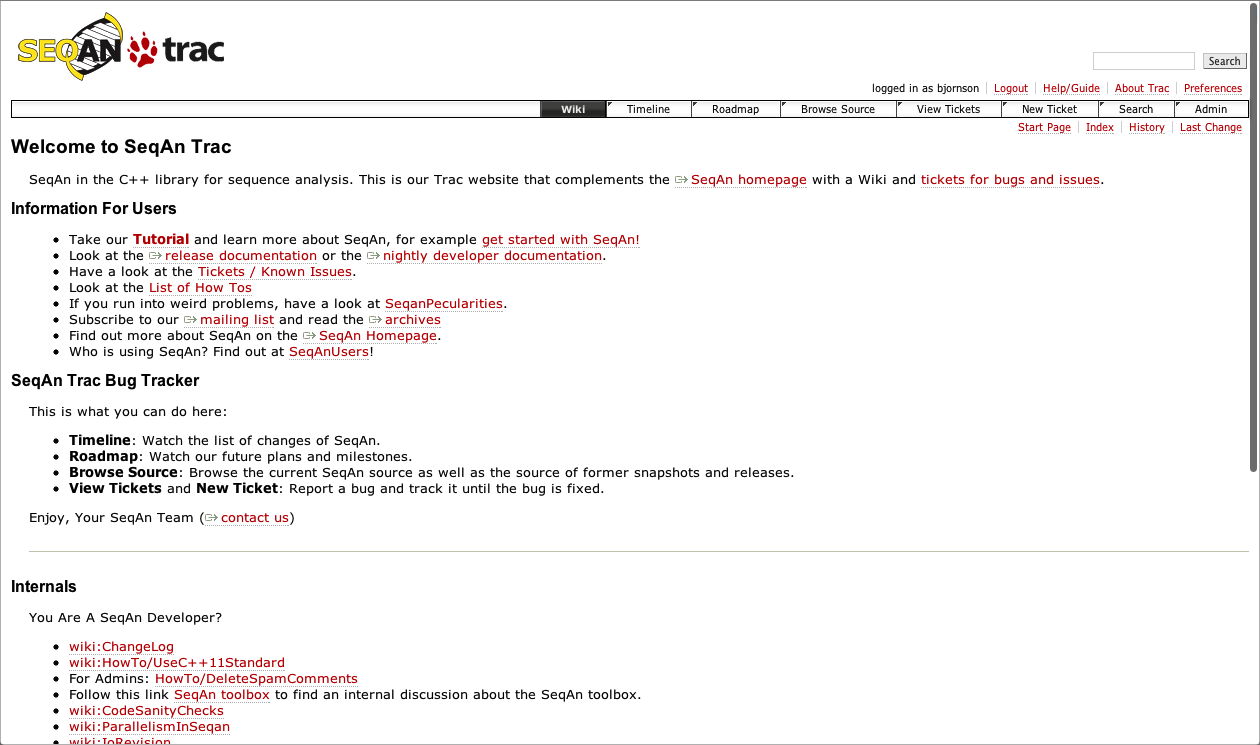 SEQAN trac
Search
logged in as bjornson Logout Help/Guide About Trac Preferences
Wiki Timeline Roadmap Browse Source View Tickets New Ticket Search Admin
Start Page Index History Last Change
Welcome to SeqAn Trac
SeqAn in the C++ library for sequence analysis. This is our Trac website that complements the SeqAn homepage with a Wiki and tickets for bugs and issues.
Information For Users
Take our Tutorial and learn more about SeqAn, for example get started with SeqAn!
Look at the release documentation or the nightly developer documentation.
Have a look at the Tickets / Known Issues.
Look at the List of How Tos
If you run into weird problems, have a look at SeqanPecularities.
Subscribe to our mailing list and read the archives
Find out more about SeqAn on the SeqAn Homepage.
Who is using SeqAn? Find out at SeqAnUsers!
SeqAn Trac Bug Tracker
This is what you can do here:
Timeline: Watch the list of changes of SeqAn.
Roadmap: Watch our future plans and milestones.
Browse Source: Browse the current SeqAn source as well as the source of former snapshots and releases.
View Tickets and New Ticket: Report a bug and track it until the bug is fixed.
Enjoy, Your SeqAn Team (contact us)
Internals
You Are A SeqAn Developer?
wiki:ChangeLog
wiki:HowTo/UseC++11Standard
For Admins: HowTo/DeleteSpamComments
Follow this link SeqAn toolbox to find an internal discussion about the SeqAn toolbox.
wiki:CodeSanityChecks
wiki:ParallelismInSeqan
wiki:IoRevision